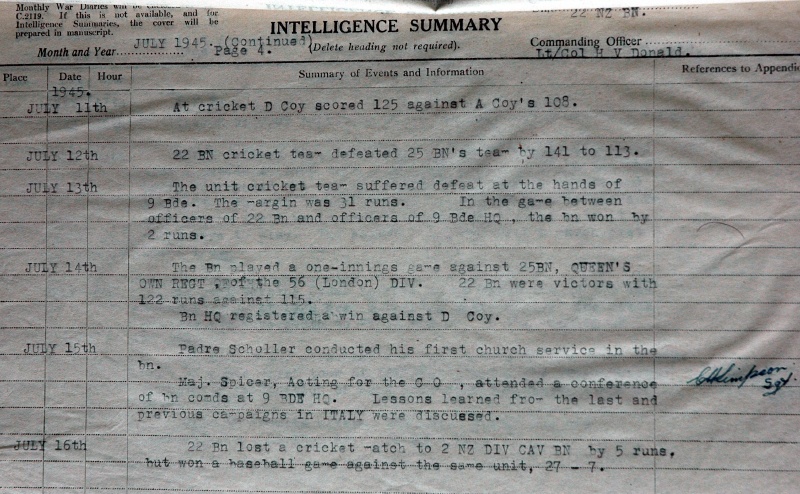 Monthly War Diaries will be
C.2119. If this is not available, and for
Intelligence Summaries, the cover will be
prepared in manuscript.
22 NZ BN.
INTELLIGENCE SUMMARY
Month and Year JULY 1945. (Continued) Page 4.
(Delete heading not required).
Commanding Officer
Lt/Col H V Donald.
Place Date Hour Summary of Events and Information References to Appendic
1945.
JULY 11th At cricket D Coy scored 125 against A Coy's 108.
JULY 12th 22 BN cricket tea- defeated 25 BN's tea- by 141 to 113.
JULY 13th The unit cricket tea- suffered defeat at the hands of
9 Bde. The -argin was 31 runs. In the ga-e between
officers of 22 Bn and officers of 9 Bde HQ , the bn won by
2 runs.
JULY 14th The Bn played a one-innings ga-e against 25BN, QUEEN'S
OWN REGT , of the 56 (London) DIV. 22 Bn were victors with
122 runs against 115.
Bn HQ registered a win against D Coy.
JULY 15th Padre Scholler conducted his first church service in the
bn.
Maj. Spicer, Acting for the C O , attended a conference
of bn comds at 9 BDE HQ. Lessons learned fro- the last and
previous ca-paigns in ITALY were discussed.
Simpson
Sgt.
JULY 16th 22 Bn lost a cricket -atch to 2 NZ DIV CAV BN by 5 runs,
but won a baseball ga-e against the same unit, 27 - 7.